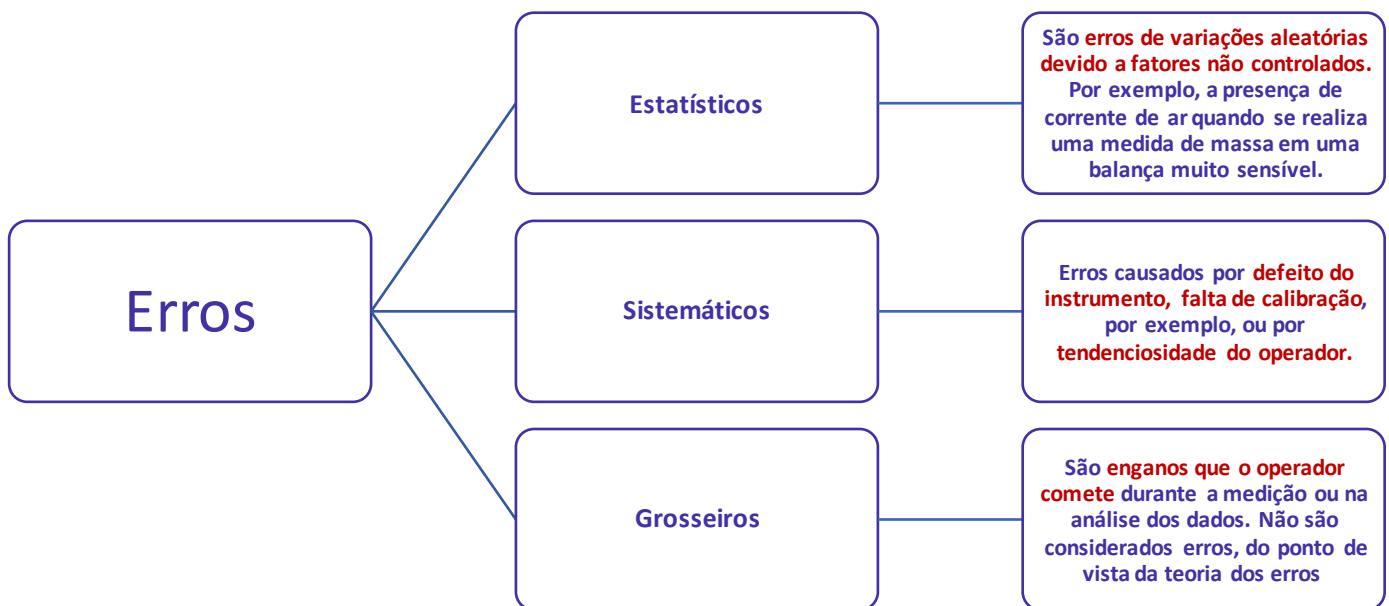 Erros
Estatísticos
São erros de variações aleatórias
devido a fatores não controlados.
Por exemplo, a presença de
corrente de ar quando se realiza
uma medida de massa em uma
balança muito sensível.
Sistemáticos
Erros causados por defeito do
instrumento, falta de calibração,
por exemplo, ou por
tendenciosidade do operador.
Grosseiros
São enganos que o operador
comete durante a medição ou na
análise dos dados. Não são
considerados erros, do ponto de
vista da teoria dos erros